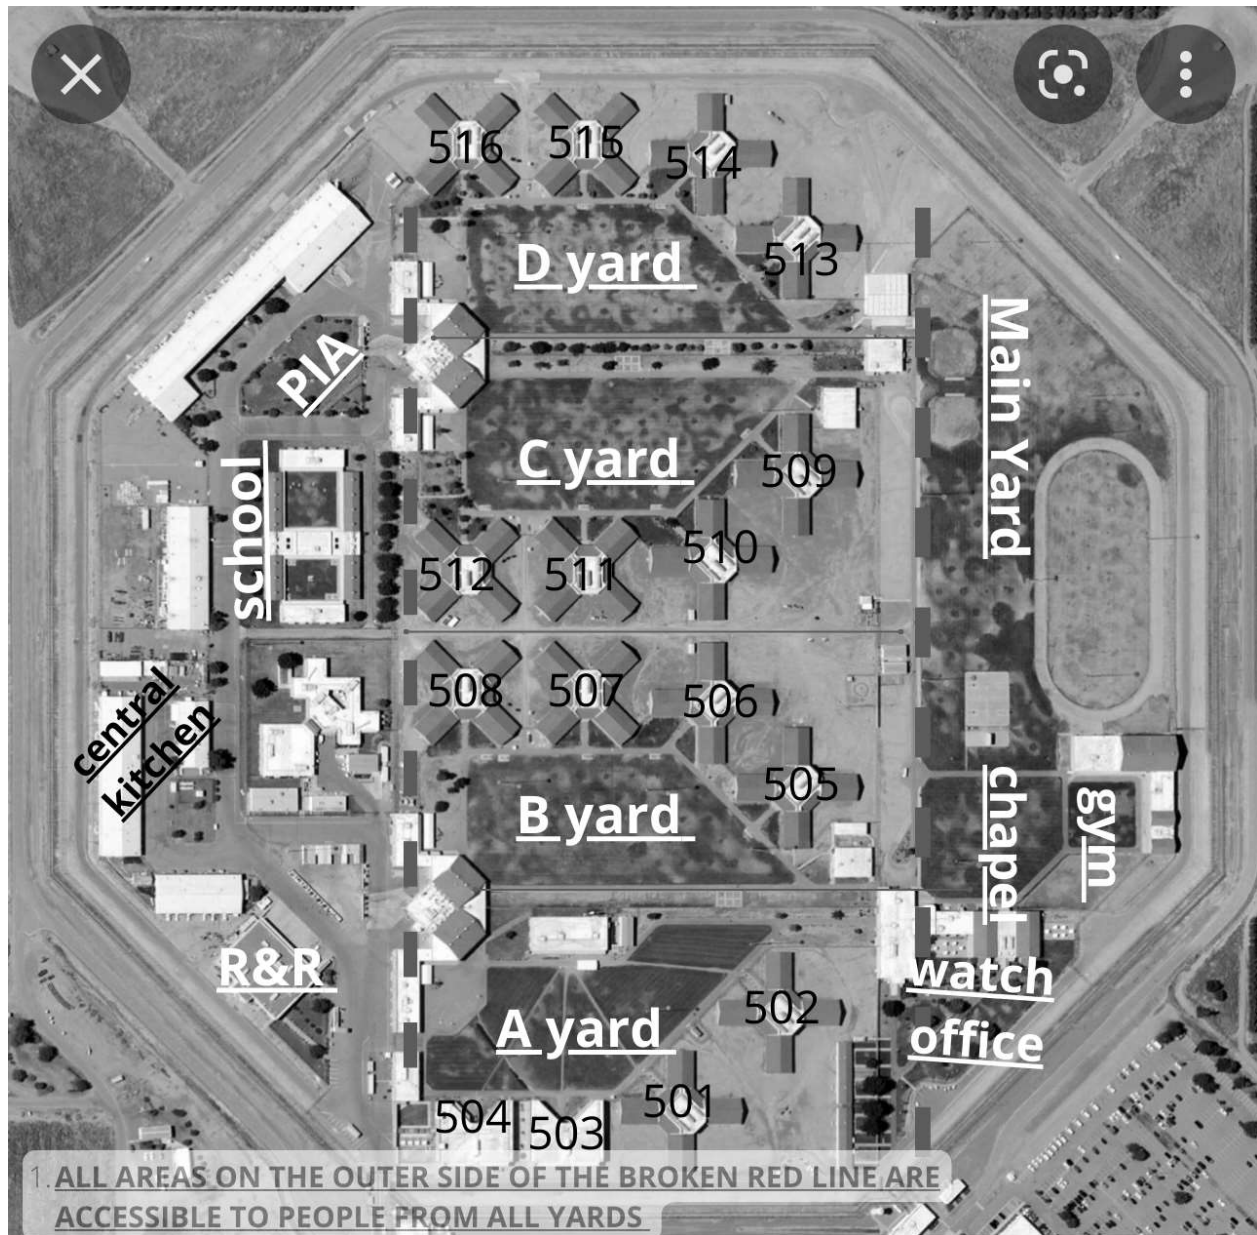 516
515
514
513
D yard
PIA
Main Yard
C yard
509
school
510
512
511
508
507
506
central
kitchen
505
B yard
chapel
gym
R&R
watch
office
A yard
502
501
504
503
1. ALL AREAS ON THE OUTER SIDE OF THE BROKEN RED LINE ARE
ACCESSIBLE TO PEOPLE FROM ALL YARDS